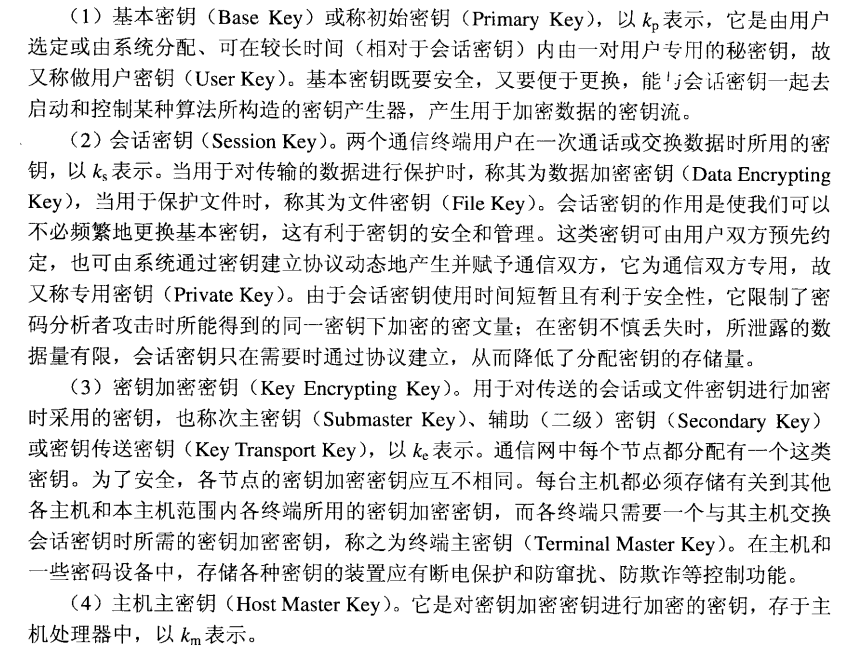 （1）基本密钥（Base Key）或称初始密钥（Primary Key），以 kp 表示，它是由用户
选定或由系统分配、可在较长时间（相对于会话密钥）内由一对用户专用的秘密钥，故
又称做用户密钥（User Key）。基本密钥既要安全，又要便于更换，能与会话密钥一起去
启动和控制某种算法所构造的密钥产生器，产生用于加密数据的密钥流。
（2）会话密钥（Session Key）。两个通信终端用户在一次通话或交换数据时所用的密
钥，以 ks 表示。当用于对传输的数据进行保护时，称其为数据加密密钥（Data Encrypting
Key），当用于保护文件时，称其为文件密钥（File Key）。会话密钥的作用是使我们可以
不必频繁地更换基本密钥，这有利于密钥的安全和管理。这类密钥可由用户双方预先约
定，也可由系统通过密钥建立协议动态地产生并赋予通信双方，它为通信双方专用，故
又称专用密钥（Private Key）。由于会话密钥使用时间短暂且有利于安全性，它限制了密
码分析者攻击时所能得到的同一密钥下加密的密文量；在密钥不慎丢失时，所泄露的数
据量有限，会话密钥只在需要时通过协议建立，从而降低了分配密钥的存储量。
（3）密钥加密密钥（Key Encrypting Key）。用于对传送的会话或文件密钥进行加密
时采用的密钥，也称次主密钥（Submaster Key）、辅助（二级）密钥（Secondary Key）
或密钥传送密钥（Key Transport Key），以 ke 表示。通信网中每个节点都分配有一个这类
密钥。为了安全，各节点的密钥加密密钥应互不相同。每台主机都必须存储有关到其他
各主机和本主机范围内各终端所用的密钥加密密钥，而各终端只需要一个与其主机交换
会话密钥时所需的密钥加密密钥，称之为终端主密钥（Terminal Master Key）。在主机和
一些密码设备中，存储各种密钥的装置应有断电保护和防窜扰、防欺诈等控制功能。
（4）主机主密钥（Host Master Key）。它是对密钥加密密钥进行加密的密钥，存于主
机处理器中，以 km 表示。